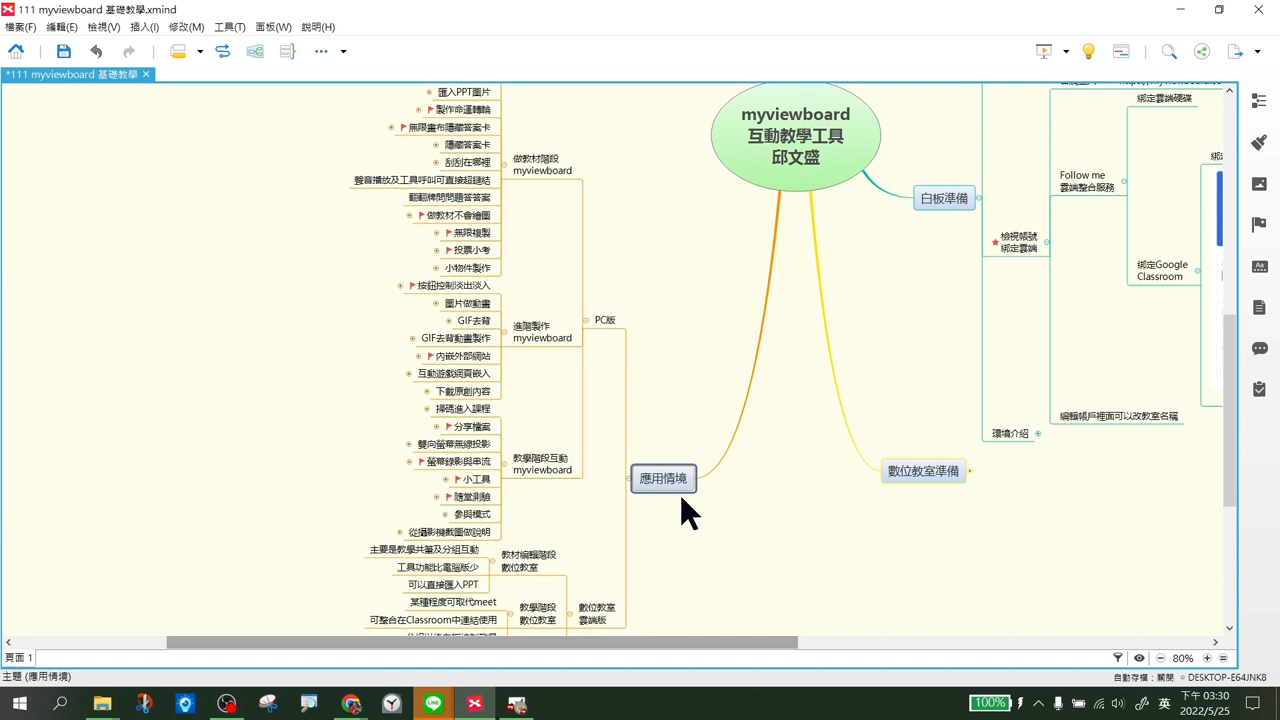 111 myviewboard 基礎教學.xmind
檔案(F) 編輯(E) 檢視(V) 插入(I) 修改(M) 工具(T) 面板(W) 說明(H)
*111 myviewboard 基礎教學
匯入PPT圖片
製作命運轉輪
無限畫布隱藏答案卡
隱藏答案卡
刮刮在哪裡
聲音播放及工具呼叫可直接超鏈結
翻翻牌問問題答答案
做教材不會繪圖
無限複製
投票小考
小物件製作
做教材階段
myviewboard
按鈕控制淡出淡入
圖片做動畫
GIF去背
GIF去背動畫製作
內嵌外部網站
互動遊戲網頁嵌入
下載原創內容
進階製作
myviewboard
PC版
掃碼進入課程
分享檔案
雙向螢幕無線投影
螢幕錄影與串流
小工具
隨堂測驗
參與模式
從攝影機截圖做說明
教學階段互動
myviewboard
主要是教學共筆及分組互動
工具功能比電腦版少
可以直接匯入PPT
教材編輯階段
數位教室
某種程度可取代meet
可整合在Classroom中連結使用
教學階段
數位教室
數位教室
雲端版
應用情境
myviewboard
互動教學工具
邱文盛
白板準備
數位教室準備
檢視帳號
綁定雲端
環境介紹
綁定雲端硬碟
Follow me
雲端整合服務
綁定Google
Classroom
編輯帳戶裡面可以改教室名稱
頁面 1
80%
主題 (應用情境)
自動存檔：關閉
DESKTOP-E64JNK8
100%
英
下午 03:30
2022/5/25